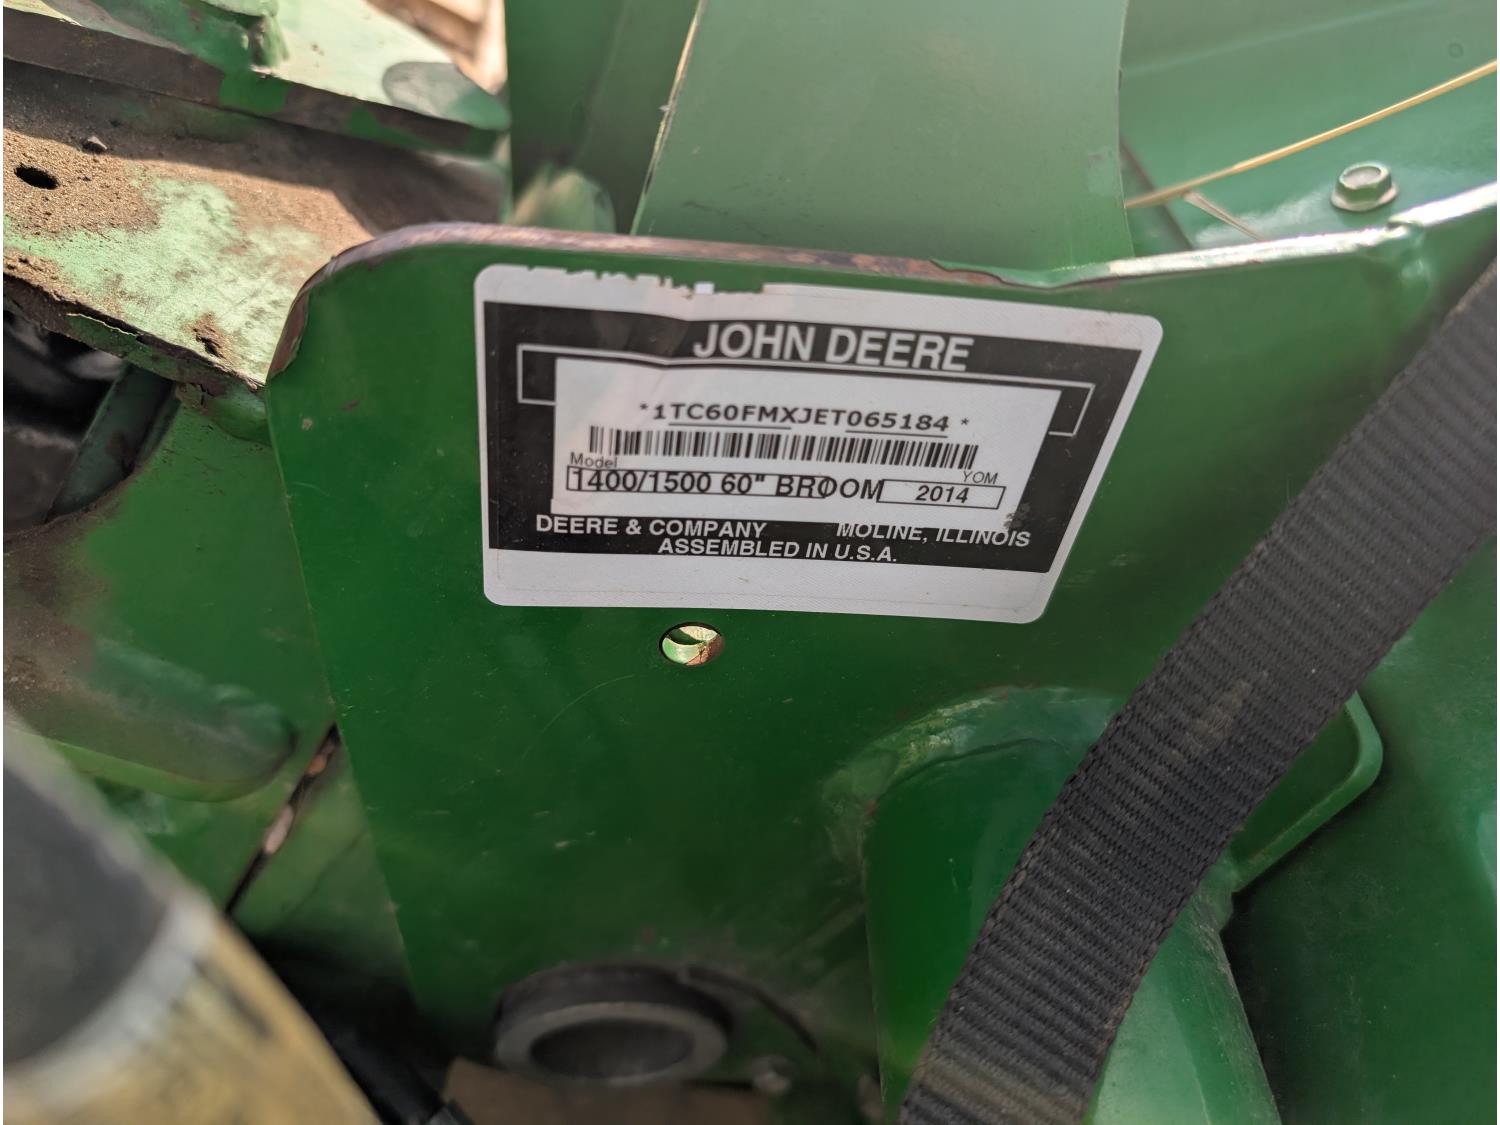 JOHN DEERE
*1TC60FMXJET065184 *
Model YOM
1400/1500 60" BROOM 2014
DEERE & COMPANY MOLINE, ILLINOIS
ASSEMBLED IN U.S.A.